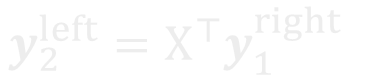 𝒚₂^left = X^⊤ 𝒚₁^right